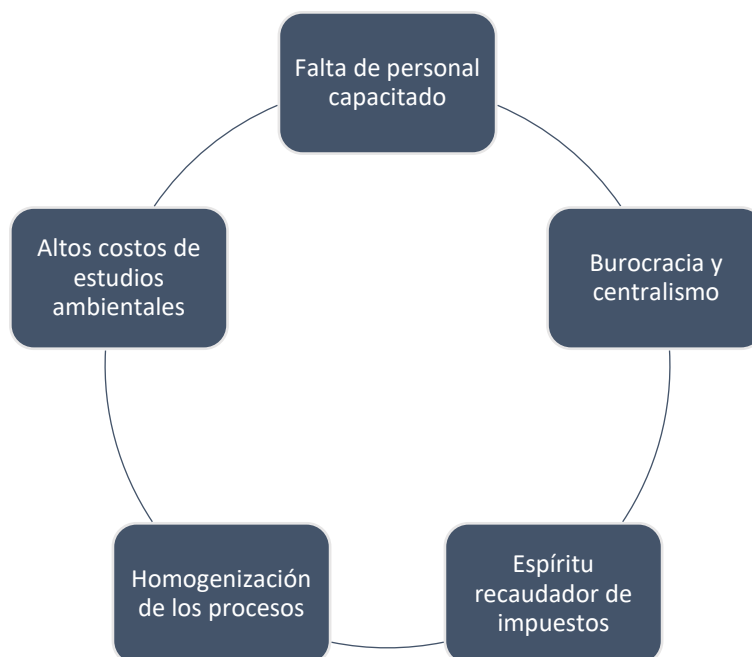 Falta de personal
capacitado
Burocracia y
centralismo
Espíritu
recaudador de
impuestos
Homogenización
de los procesos
Altos costos de
estudios
ambientales